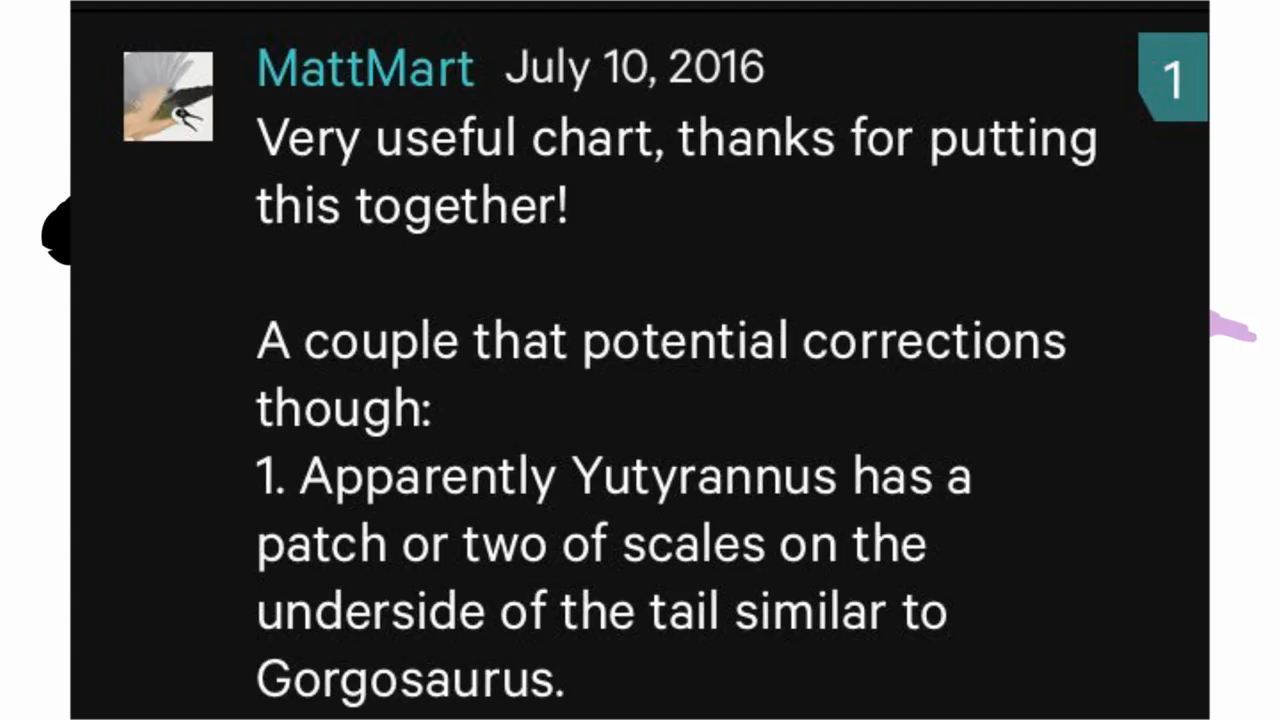 MattMart July 10, 2016
1
Very useful chart, thanks for putting
this together!
A couple that potential corrections
though:
1. Apparently Yutyrannus has a
patch or two of scales on the
underside of the tail similar to
Gorgosaurus.